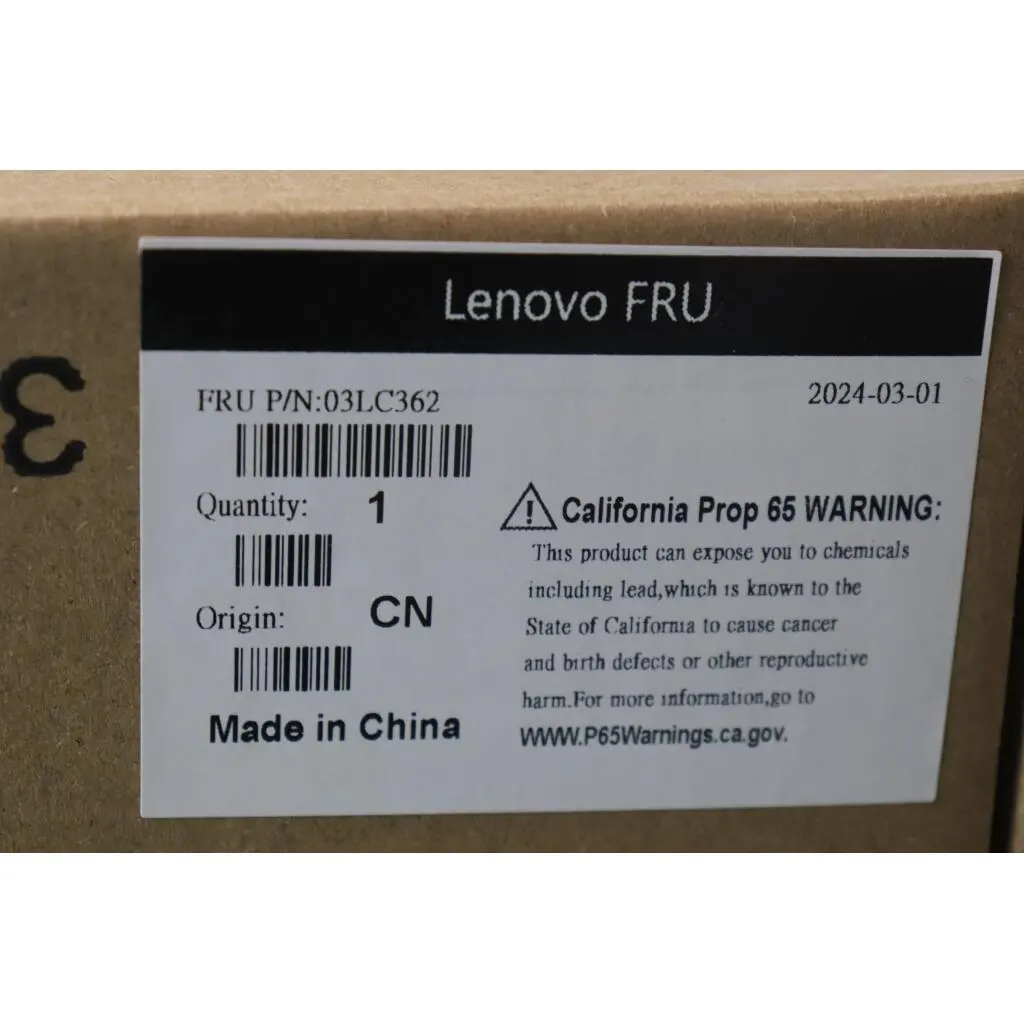 Lenovo FRU
FRU P/N:03LC362
2024-03-01
Quantity: 1
Origin: CN
Made in China
California Prop 65 WARNING:
This product can expose you to chemicals
including lead,which is known to the
State of California to cause cancer
and birth defects or other reproductive
harm.For more information,go to
WWW.P65Warnings.ca.gov.
3